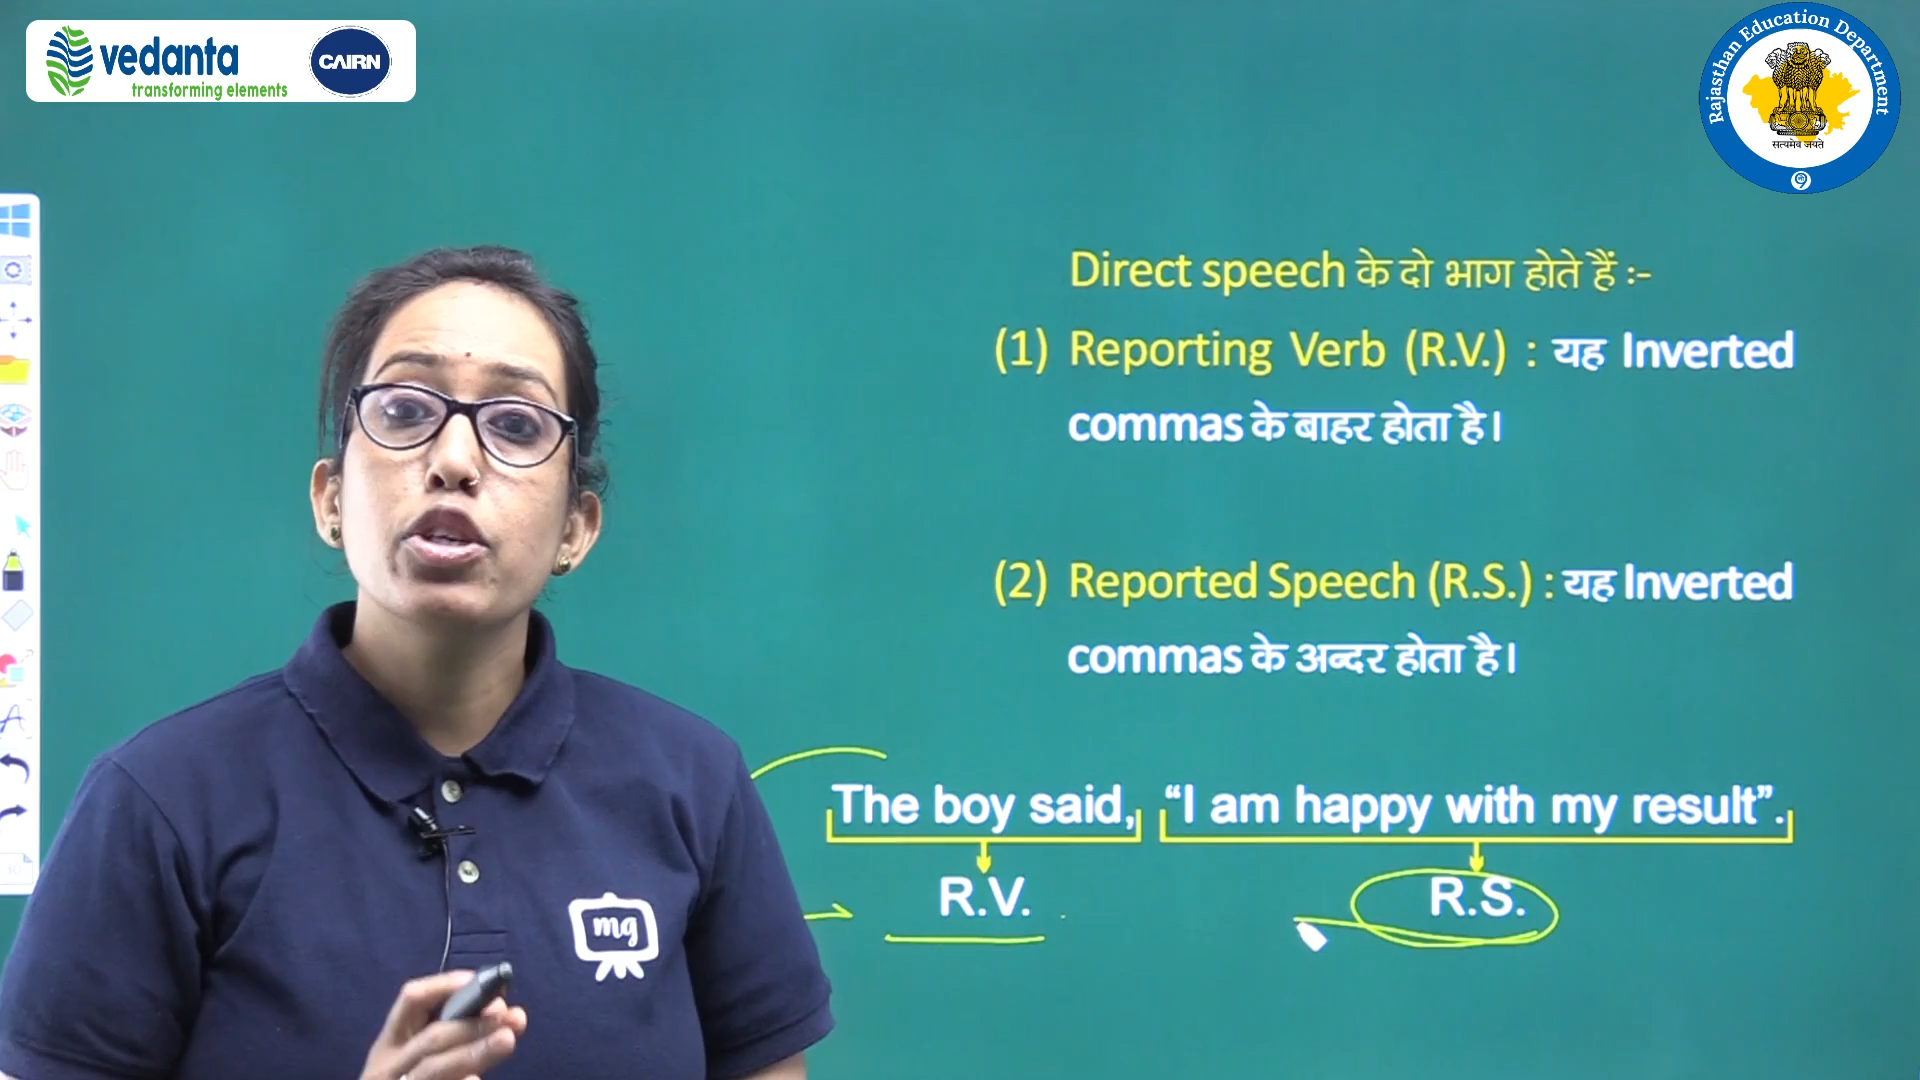 vedanta
transforming elements
CAIRN
Rajasthan Education Department
सत्यमेव जयते
Direct speech के दो भाग होते हैं :-
(1) Reporting Verb (R.V.) : यह Inverted
commas के बाहर होता है।
(2) Reported Speech (R.S.) : यह Inverted
commas के अन्दर होता है।
The boy said, “I am happy with my result”.
R.V. R.S.
mg